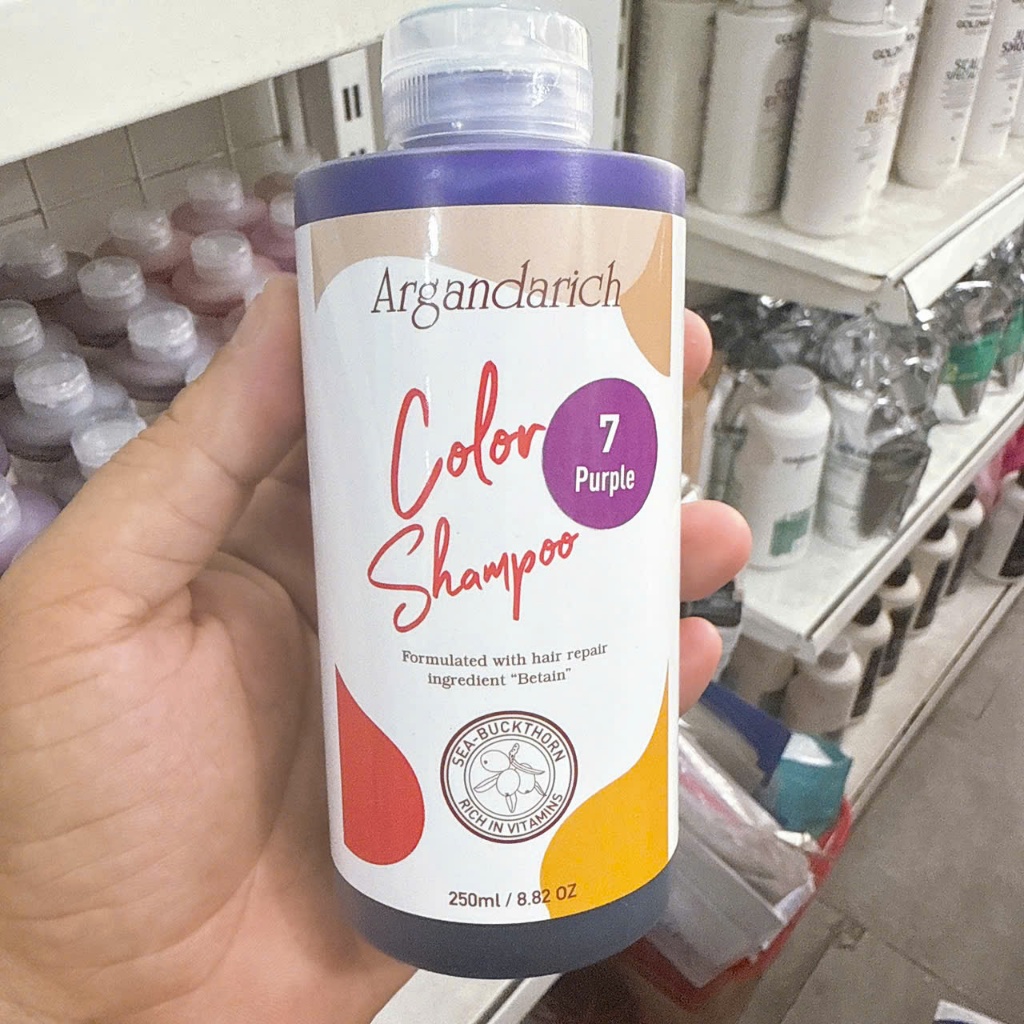 Argandarich
Color
7
Purple
Shampoo
Formulated with hair repair
ingredient “Betain”
SEA-BUCKTHORN
RICH IN VITAMINS
250ml / 8.82 OZ